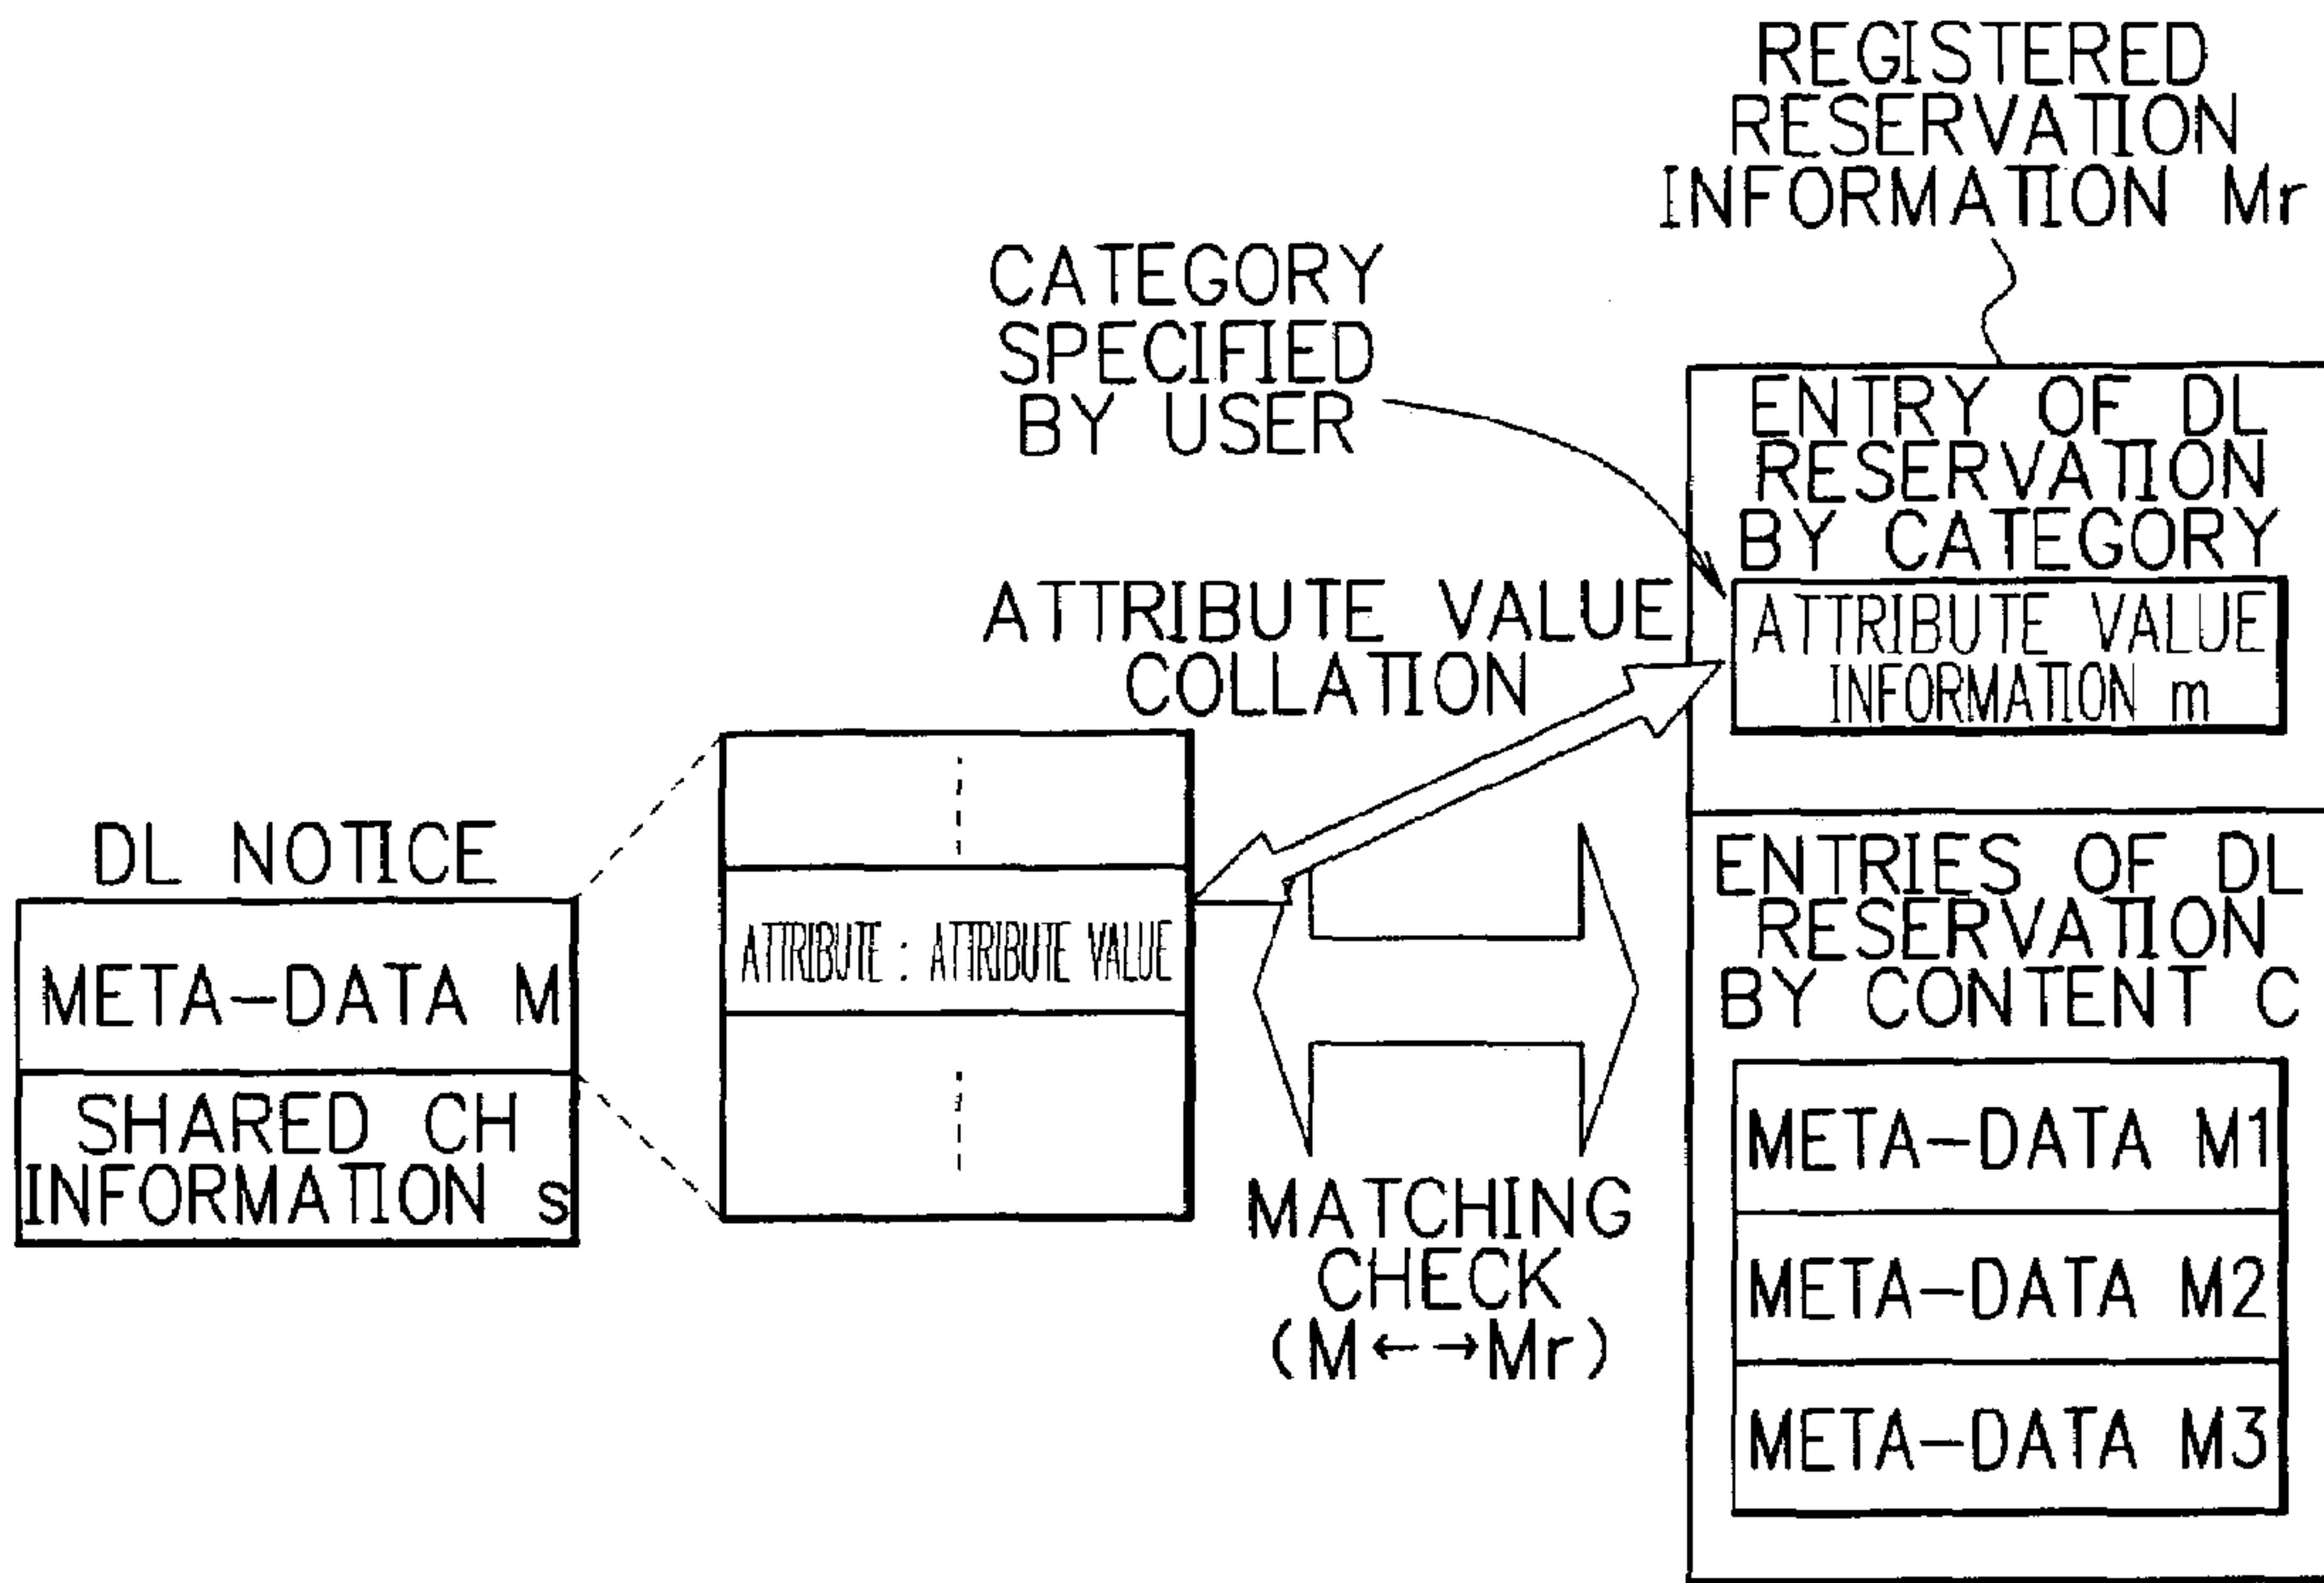 REGISTERED
RESERVATION
INFORMATION Mr
CATEGORY
SPECIFIED
BY USER
ENTRY OF DL
RESERVATION
BY CATEGORY
ATTRIBUTE VALUE
INFORMATION m
ATTRIBUTE VALUE
COLLATION
DL NOTICE
META-DATA M
SHARED CH
INFORMATION s
ATTRIBUTE : ATTRIBUTE VALUE
MATCHING
CHECK
(M←→Mr)
ENTRIES OF DL
RESERVATION
BY CONTENT C
META-DATA M1
META-DATA M2
META-DATA M3